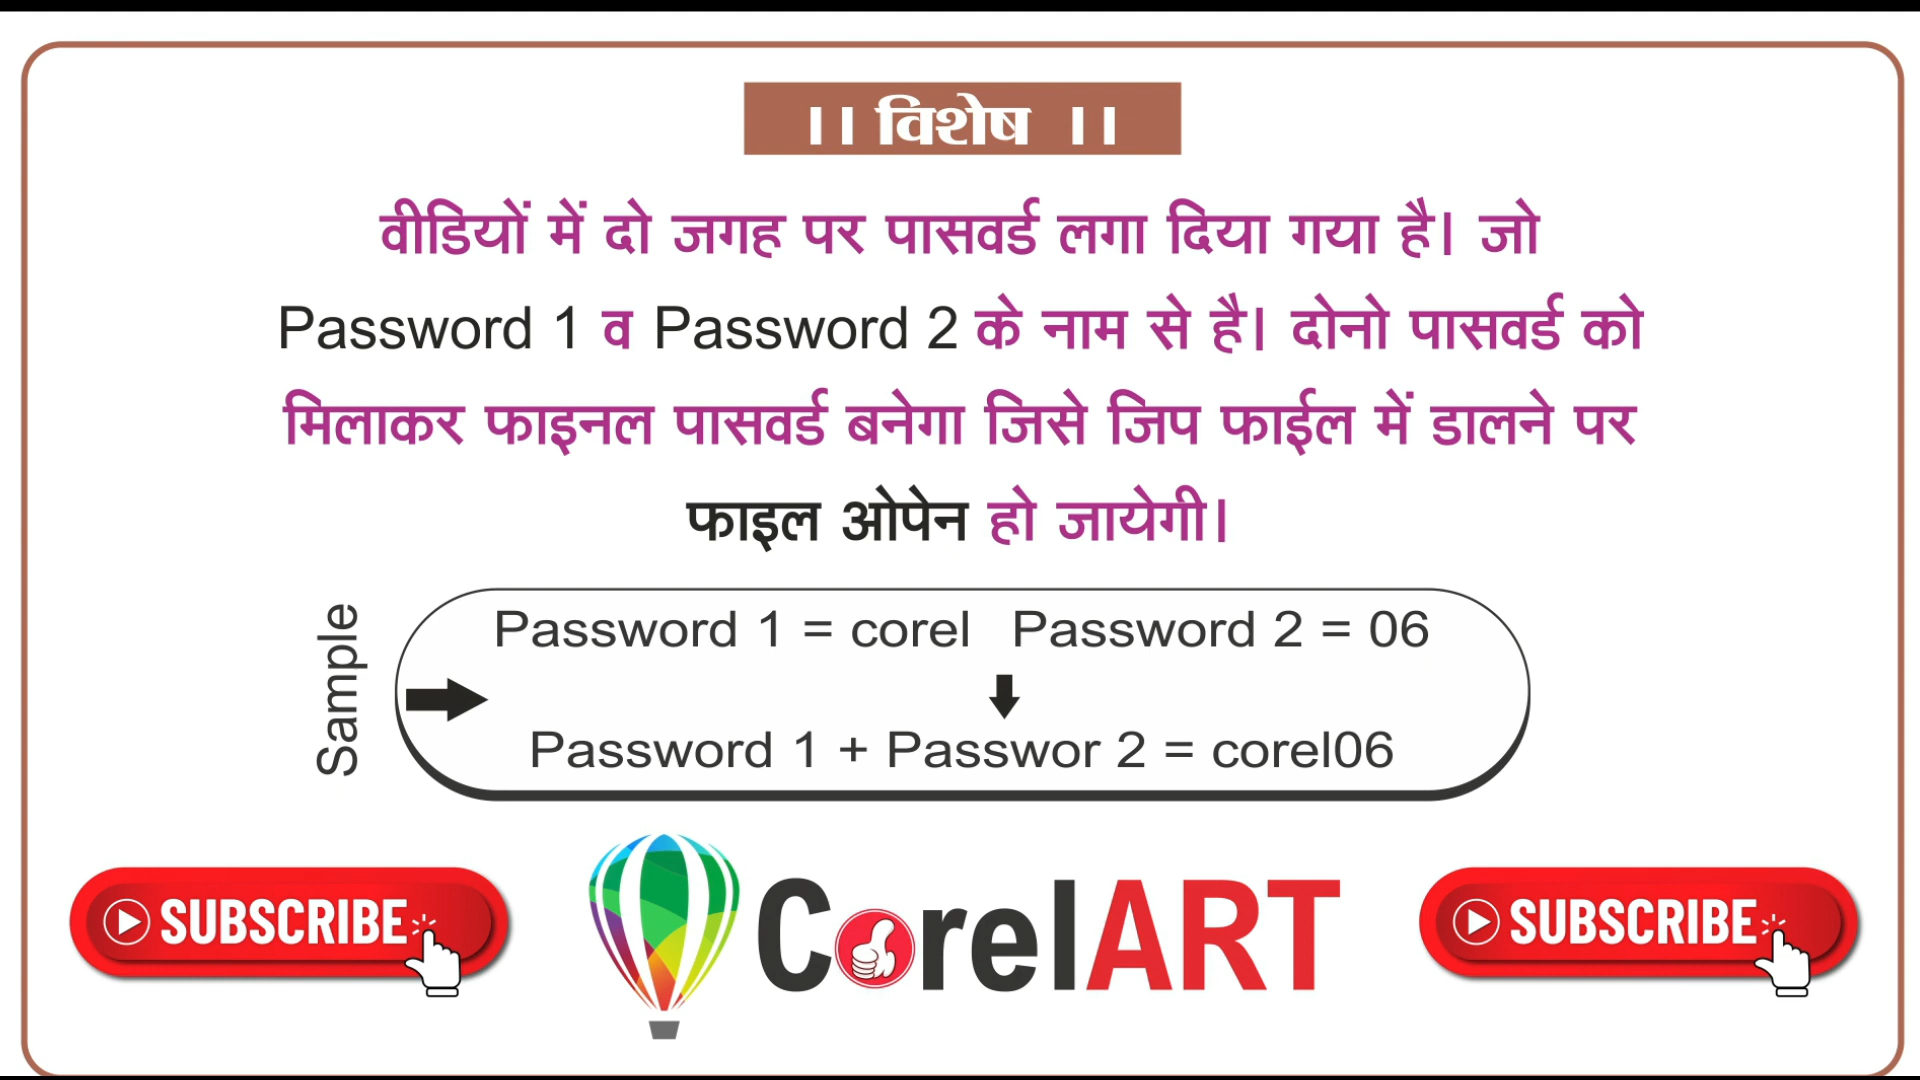 ।। विशेष ।।
वीडियों में दो जगह पर पासवर्ड लगा दिया गया है। जो
Password 1 व Password 2 के नाम से है। दोनो पासवर्ड को
मिलाकर फाइनल पासवर्ड बनेगा जिसे जिप फाईल में डालने पर
फाइल ओपेन हो जायेगी।
Sample
Password 1 = corel Password 2 = 06
Password 1 + Passwor 2 = corel06
SUBSCRIBE
CorelART
SUBSCRIBE